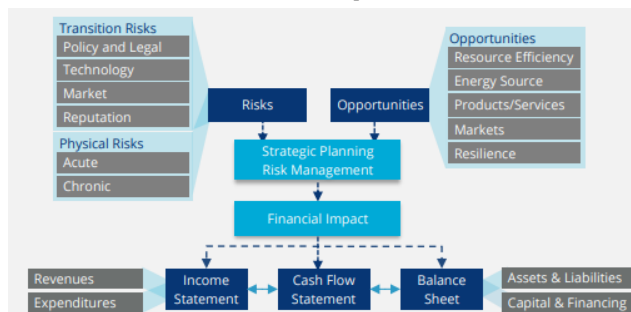 Transition Risks
Policy and Legal
Technology
Market
Reputation
Physical Risks
Acute
Chronic
Risks
Opportunities
Opportunities
Resource Efficiency
Energy Source
Products/Services
Markets
Resilience
Strategic Planning
Risk Management
Financial Impact
Revenues
Expenditures
Income
Statement
Cash Flow
Statement
Balance
Sheet
Assets & Liabilities
Capital & Financing